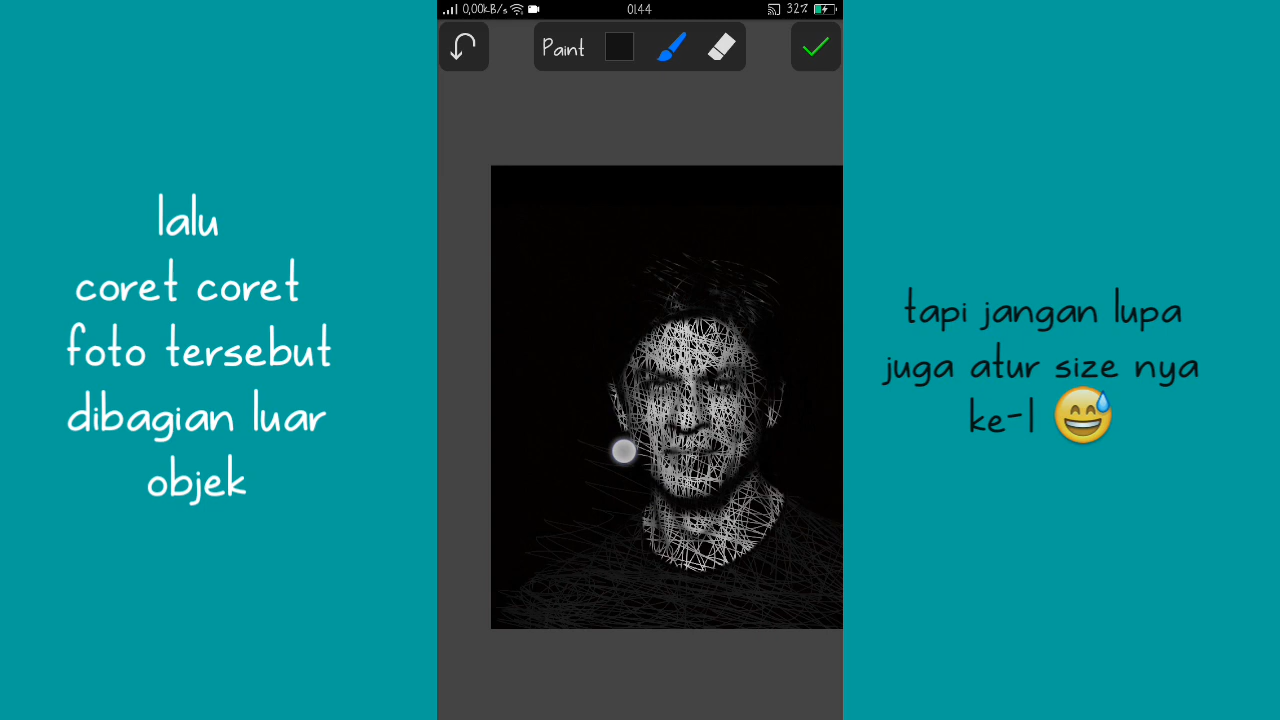 0,00kB/s 01.44 32%
Paint
lalu
coret coret
foto tersebut
dibagian luar
objek
tapi jangan lupa
juga atur size nya
ke-1 😅